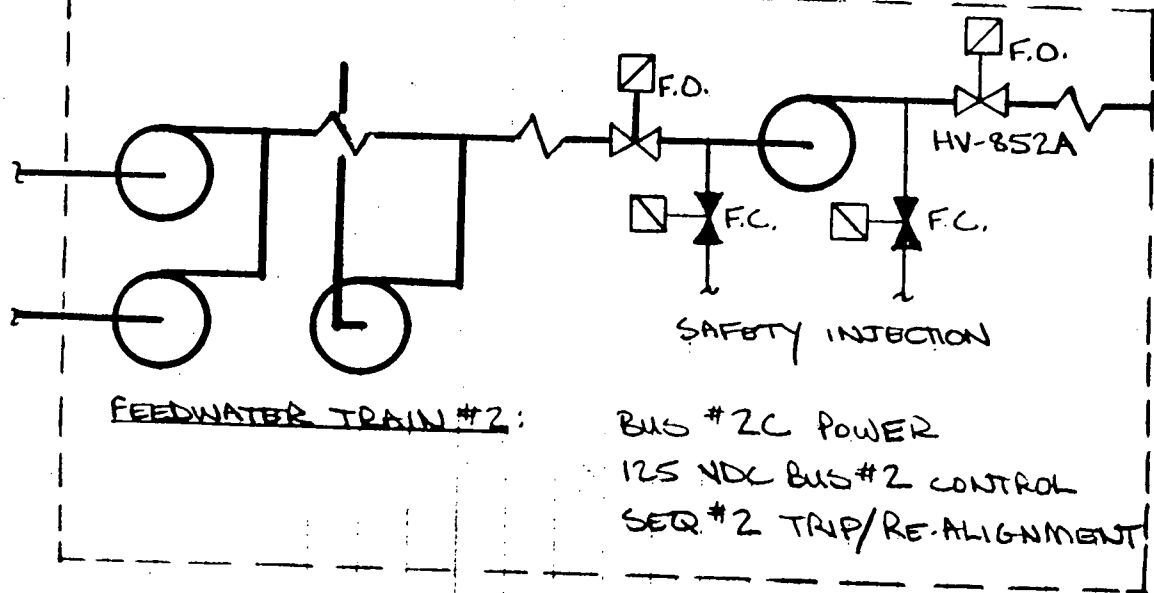 F.O.
F.O.
HV-852A
F.C.
F.C.
SAFETY INJECTION
FEEDWATER TRAIN #2:
BUS #2C POWER
125 VDC BUS #2 CONTROL
SEQ #2 TRIP/RE-ALIGNMENT